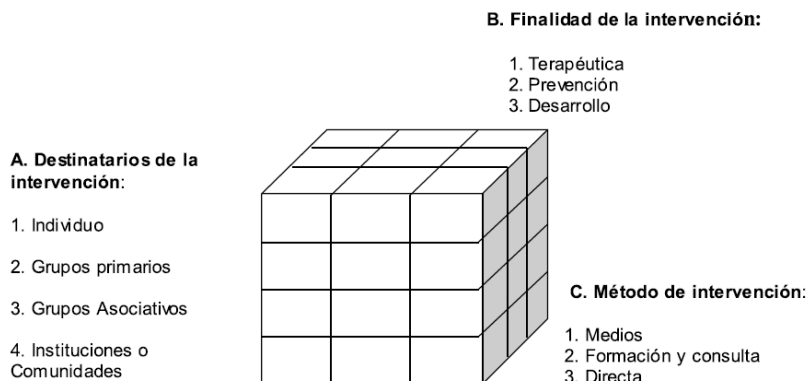 B. Finalidad de la intervención:
1. Terapéutica
2. Prevención
3. Desarrollo
A. Destinatarios de la
intervención:
1. Individuo
2. Grupos primarios
3. Grupos Asociativos
4. Instituciones o
Comunidades
C. Método de intervención:
1. Medios
2. Formación y consulta
3. Directa